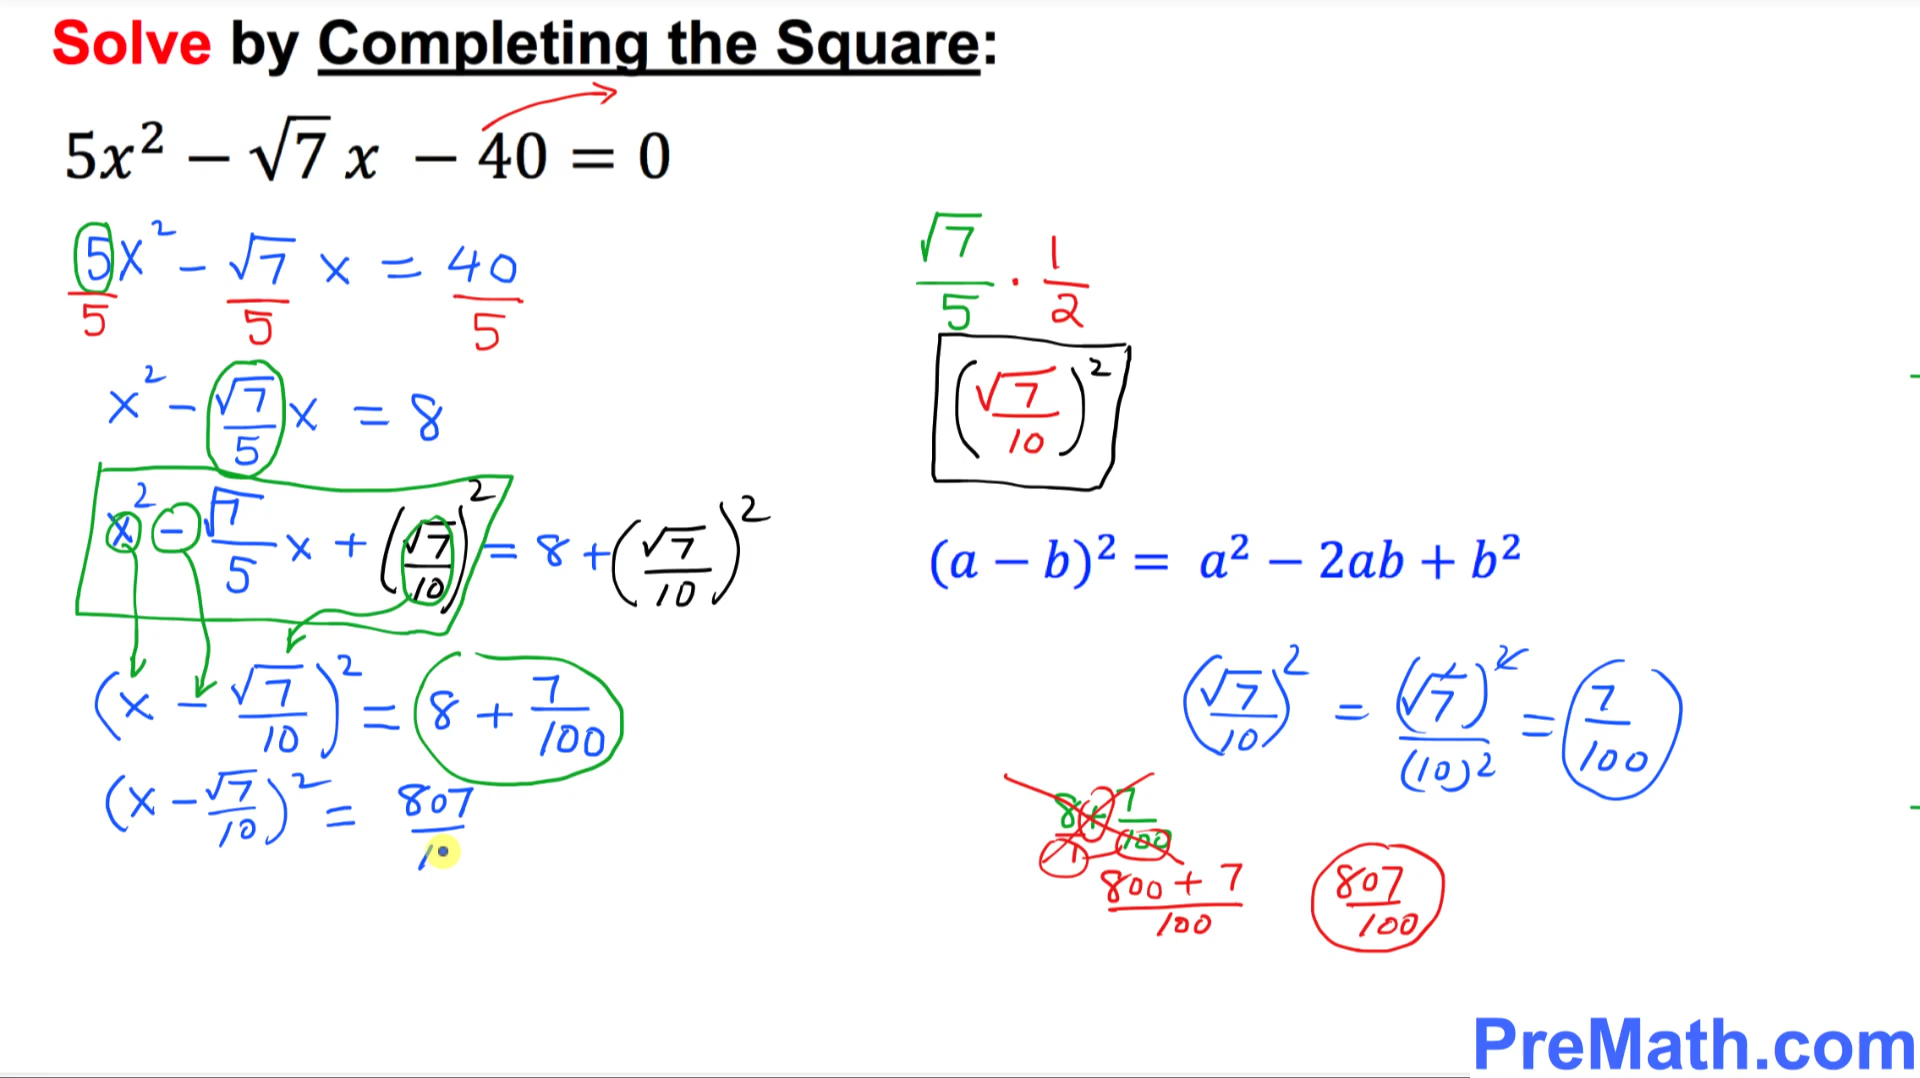 Solve by Completing the Square:
5x² − √7 x − 40 = 0
5x² − √7 x = 40
5 5 5
x² − √7/5 x = 8
x² − √7/5 x + (√7/10)² = 8 + (√7/10)²
(x − √7/10)² = 8 + 7/100
(x − √7/10)² = 807/1
√7/5 · 1/2
(√7/10)²
(a − b)² = a² − 2ab + b²
(√7/10)² = (√7)²/(10)² = 7/100
8/1 + 7/100
800 + 7/100
807/100
PreMath.com